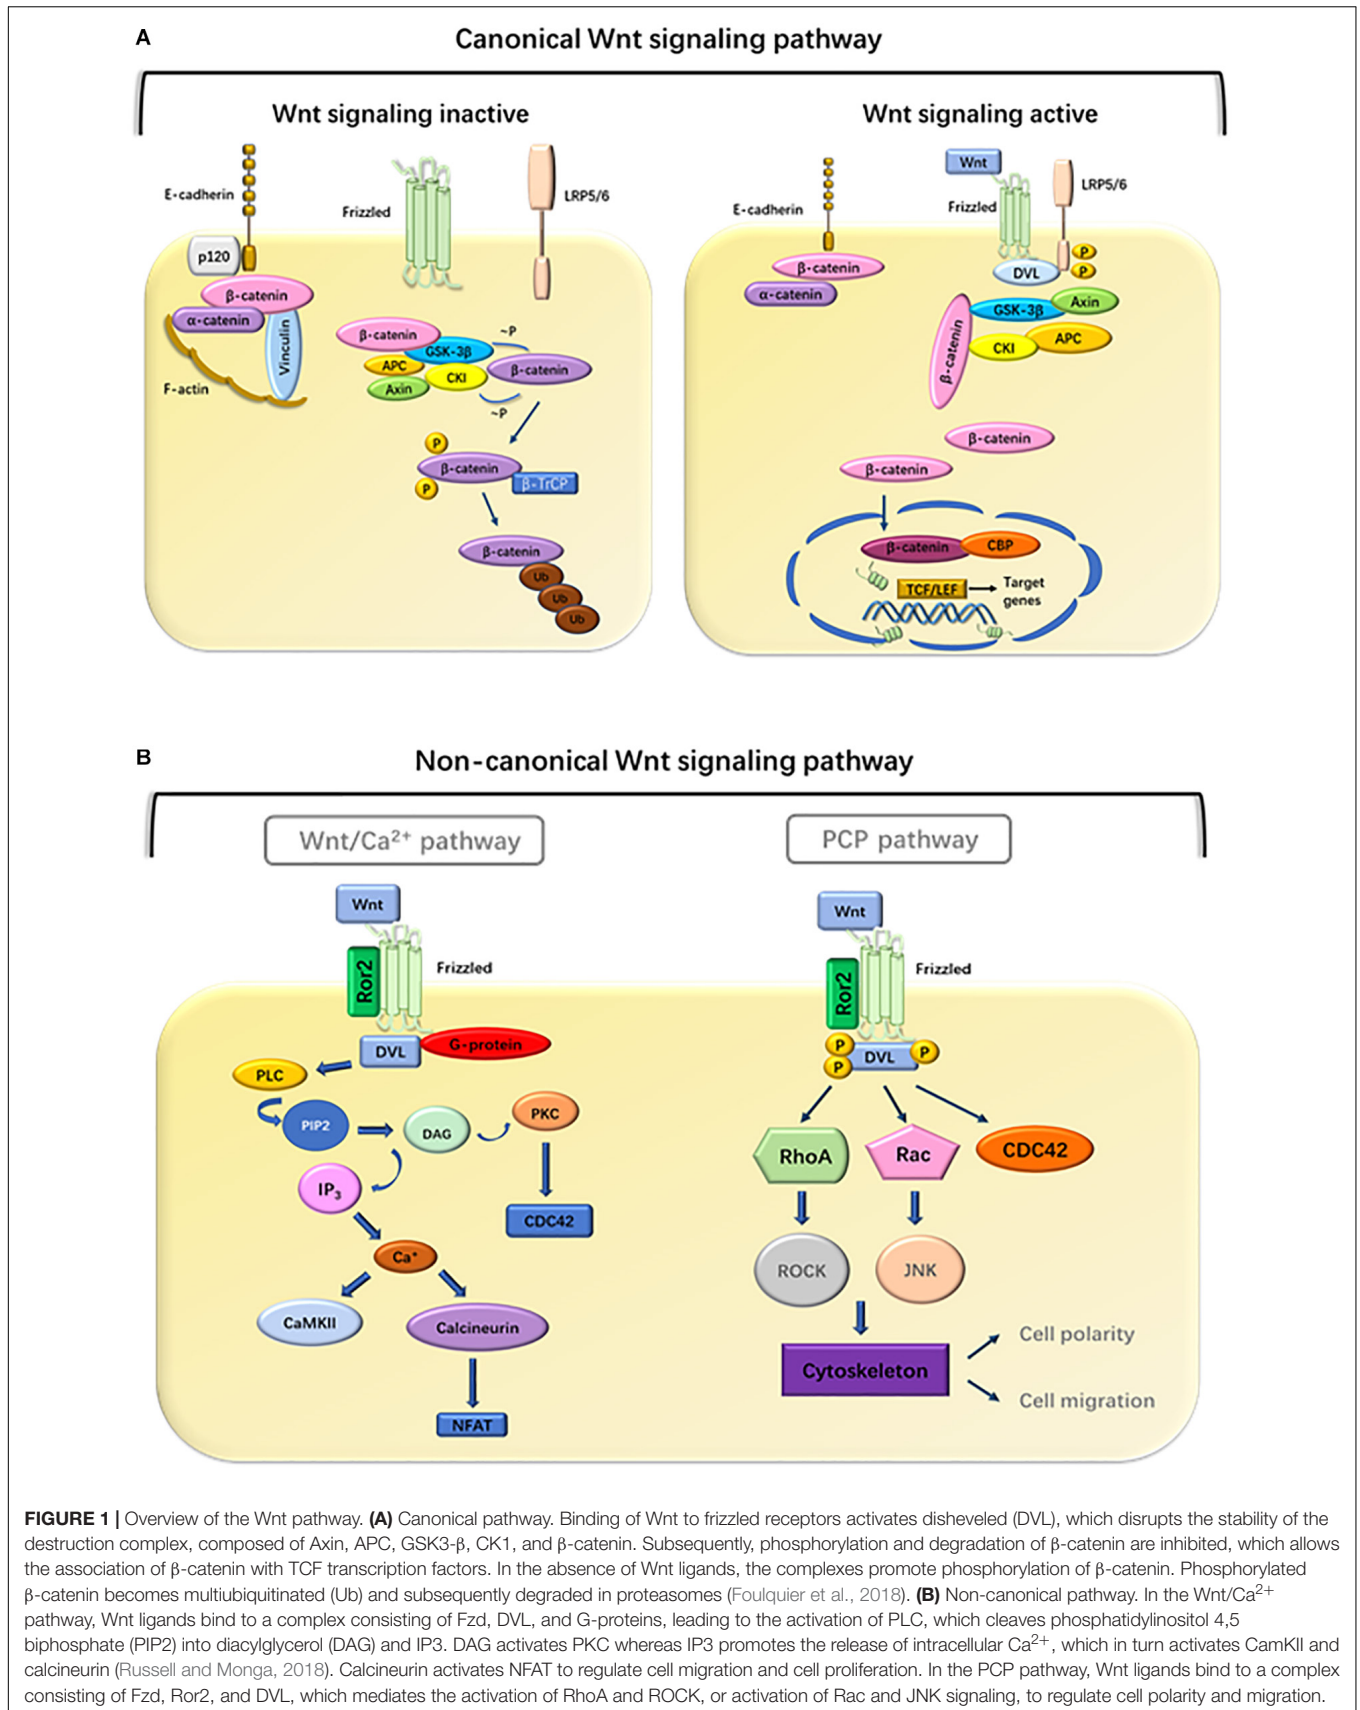 A
Canonical Wnt signaling pathway
Wnt signaling inactive
Wnt signaling active
E-cadherin
Frizzled
LRP5/6
p120
β-catenin
α-catenin
Vinculin
F-actin
β-catenin
GSK-3β
APC
CKI
Axin
~P
β-catenin
~P
P
β-catenin
P
β-TrCP
β-catenin
Ub
Ub
Ub
Wnt
E-cadherin
Frizzled
LRP5/6
β-catenin
α-catenin
DVL
P
P
β-catenin
GSK-3β
Axin
CKI
APC
β-catenin
β-catenin
β-catenin
CBP
TCF/LEF
Target
genes
B
Non-canonical Wnt signaling pathway
Wnt/Ca²⁺ pathway
PCP pathway
Wnt
Ror2
Frizzled
DVL
G-protein
PLC
PIP2
DAG
PKC
IP₃
CDC42
Ca⁺
CaMKII
Calcineurin
NFAT
Wnt
Ror2
Frizzled
P
P
DVL
P
RhoA
Rac
CDC42
ROCK
JNK
Cytoskeleton
Cell polarity
Cell migration
FIGURE 1 | Overview of the Wnt pathway. (A) Canonical pathway. Binding of Wnt to frizzled receptors activates disheveled (DVL), which disrupts the stability of the
destruction complex, composed of Axin, APC, GSK3-β, CK1, and β-catenin. Subsequently, phosphorylation and degradation of β-catenin are inhibited, which allows
the association of β-catenin with TCF transcription factors. In the absence of Wnt ligands, the complexes promote phosphorylation of β-catenin. Phosphorylated
β-catenin becomes multiubiquitinated (Ub) and subsequently degraded in proteasomes (Foulquier et al., 2018). (B) Non-canonical pathway. In the Wnt/Ca²⁺
pathway, Wnt ligands bind to a complex consisting of Fzd, DVL, and G-proteins, leading to the activation of PLC, which cleaves phosphatidylinositol 4,5
biphosphate (PIP2) into diacylglycerol (DAG) and IP3. DAG activates PKC whereas IP3 promotes the release of intracellular Ca²⁺, which in turn activates CamKII and
calcineurin (Russell and Monga, 2018). Calcineurin activates NFAT to regulate cell migration and cell proliferation. In the PCP pathway, Wnt ligands bind to a complex
consisting of Fzd, Ror2, and DVL, which mediates the activation of RhoA and ROCK, or activation of Rac and JNK signaling, to regulate cell polarity and migration.